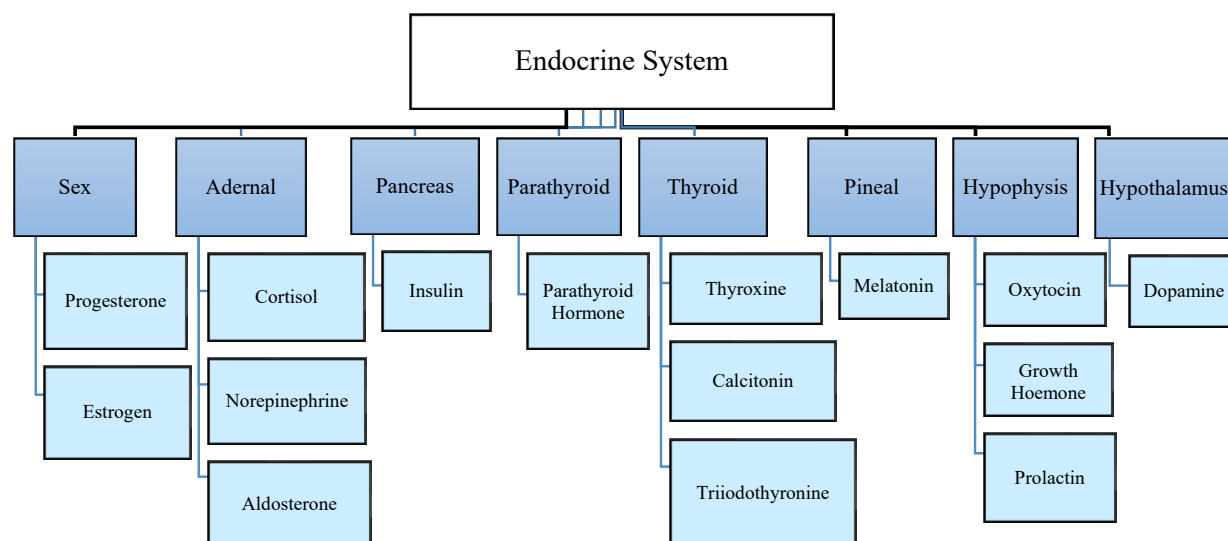 Endocrine System
Sex
Adernal
Pancreas
Parathyroid
Thyroid
Pineal
Hypophysis
Hypothalamus
Progesterone
Cortisol
Insulin
Parathyroid
Hormone
Thyroxine
Melatonin
Oxytocin
Dopamine
Estrogen
Norepinephrine
Calcitonin
Growth
Hoemone
Aldosterone
Triiodothyronine
Prolactin